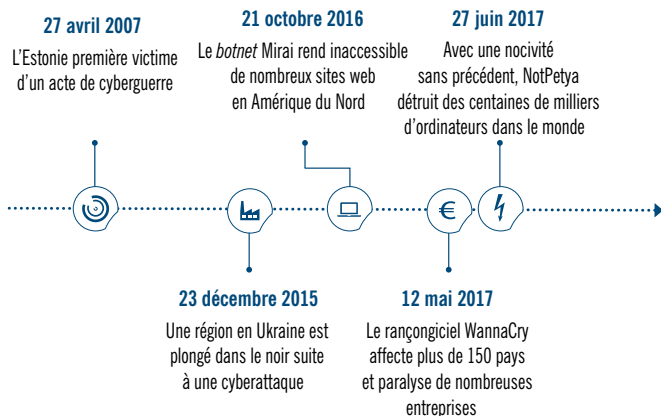 27 avril 2007
L’Estonie première victime
d’un acte de cyberguerre
21 octobre 2016
Le botnet Mirai rend inaccessible
de nombreux sites web
en Amérique du Nord
27 juin 2017
Avec une nocivité
sans précédent, NotPetya
détruit des centaines de milliers
d’ordinateurs dans le monde
€
23 décembre 2015
Une région en Ukraine est
plongé dans le noir suite
à une cyberattaque
12 mai 2017
Le rançongiciel WannaCry
affecte plus de 150 pays
et paralyse de nombreuses
entreprises